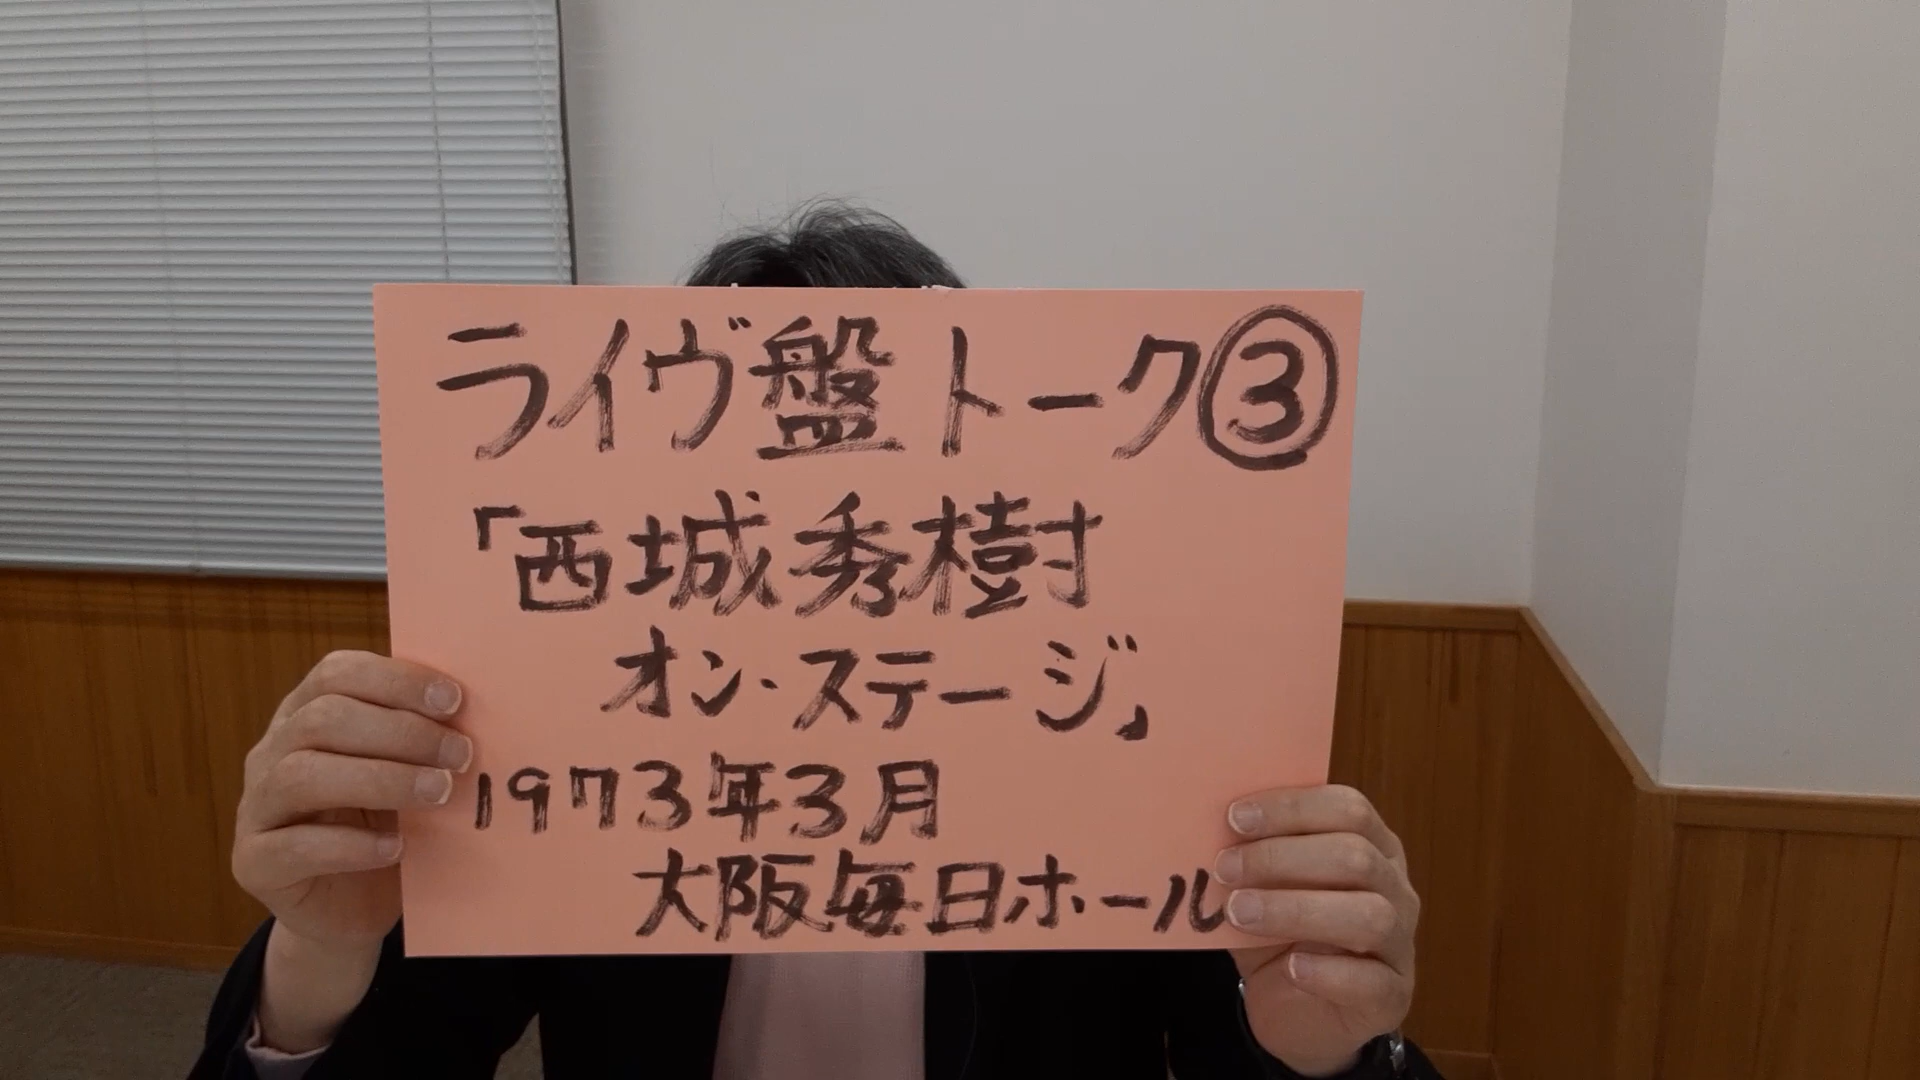 ライヴ盤トーク③
「西城秀樹
オン・ステージ」
1973年3月
大阪毎日ホール